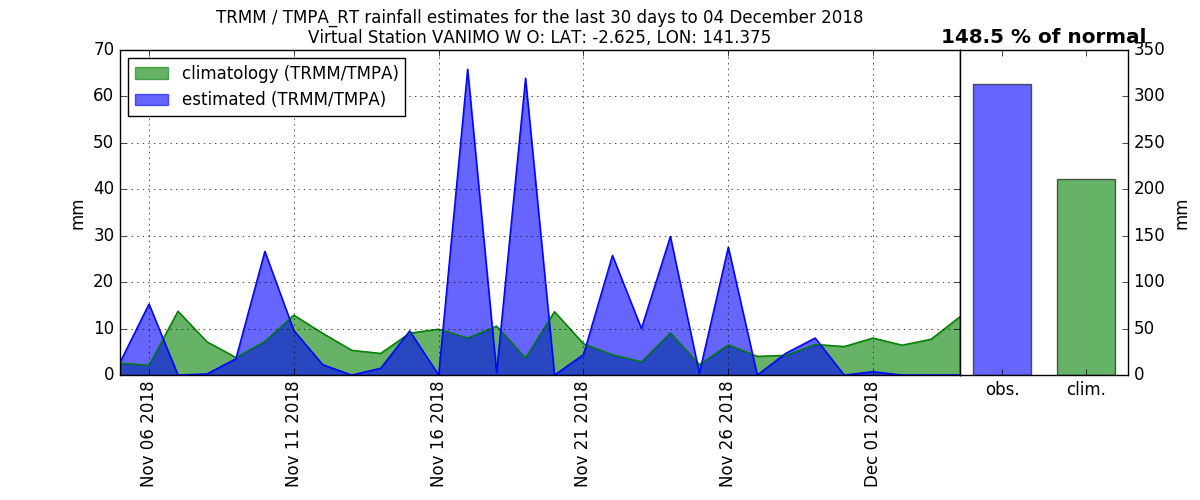 TRMM / TMPA_RT rainfall estimates for the last 30 days to 04 December 2018
Virtual Station VANIMO W O: LAT: -2.625, LON: 141.375
148.5 % of normal
climatology (TRMM/TMPA)
estimated (TRMM/TMPA)
70
60
50
40
30
20
10
0
mm
Nov 06 2018
Nov 11 2018
Nov 16 2018
Nov 21 2018
Nov 26 2018
Dec 01 2018
350
300
250
200
150
100
50
0
mm
obs.
clim.